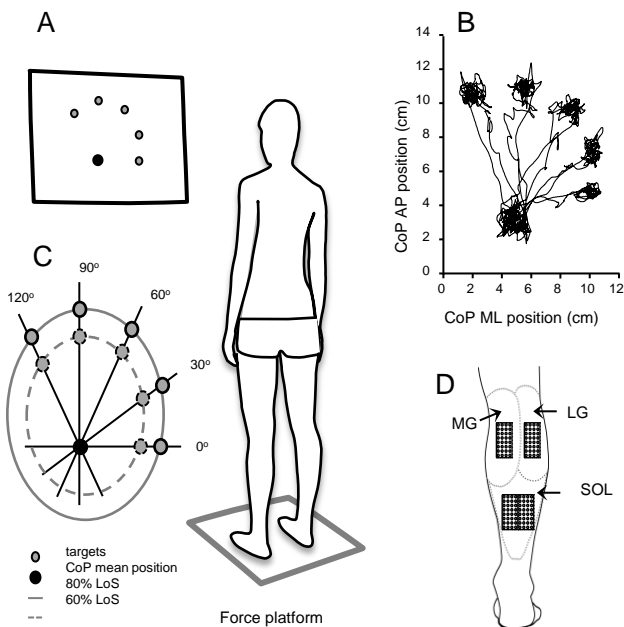 A
B
14
12
10
8
6
4
2
0
CoP AP position (cm)
2 4 6 8 10 12
CoP ML position (cm)
C
90º
120º
60º
30º
0º
targets
CoP mean position
80% LoS
60% LoS
Force platform
D
MG
LG
SOL